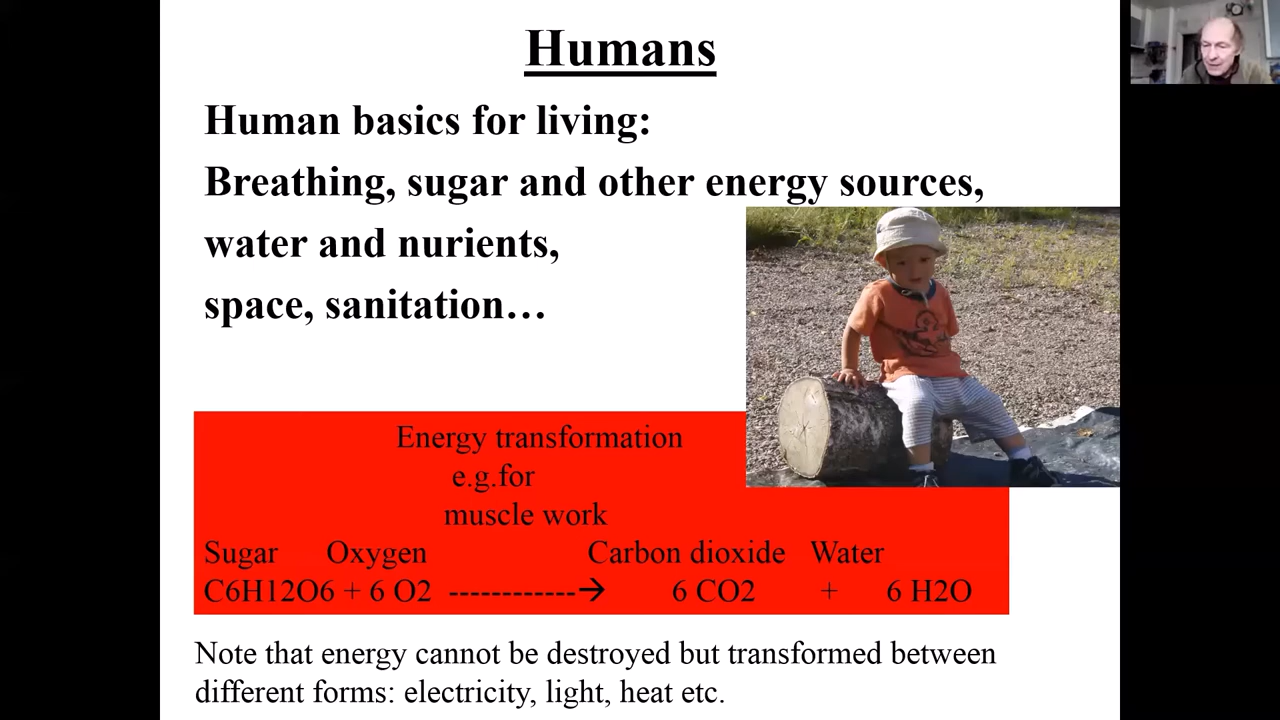 Humans
Human basics for living:
Breathing, sugar and other energy sources,
water and nurients,
space, sanitation…
Energy transformation
e.g.for
muscle work
Sugar Oxygen Carbon dioxide Water
C6H12O6 + 6 O2 ------------→ 6 CO2 + 6 H2O
Note that energy cannot be destroyed but transformed between
different forms: electricity, light, heat etc.